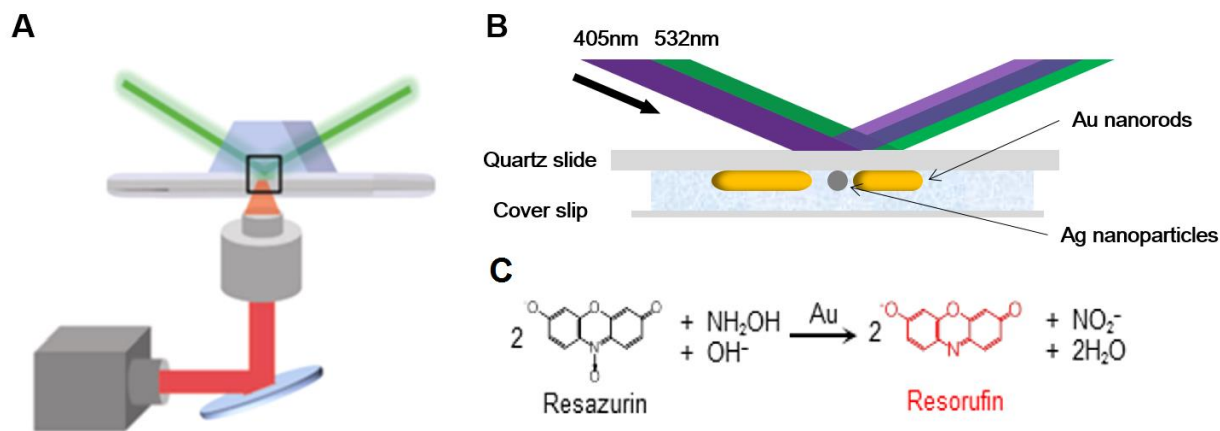 A
B
405nm 532nm
Au nanorods
Quartz slide
Cover slip
Ag nanoparticles
C
2 ⁻O O O N O + NH₂OH + OH⁻ Au 2 ⁻O O O N + NO₂⁻ + 2H₂O
Resazurin
Resorufin